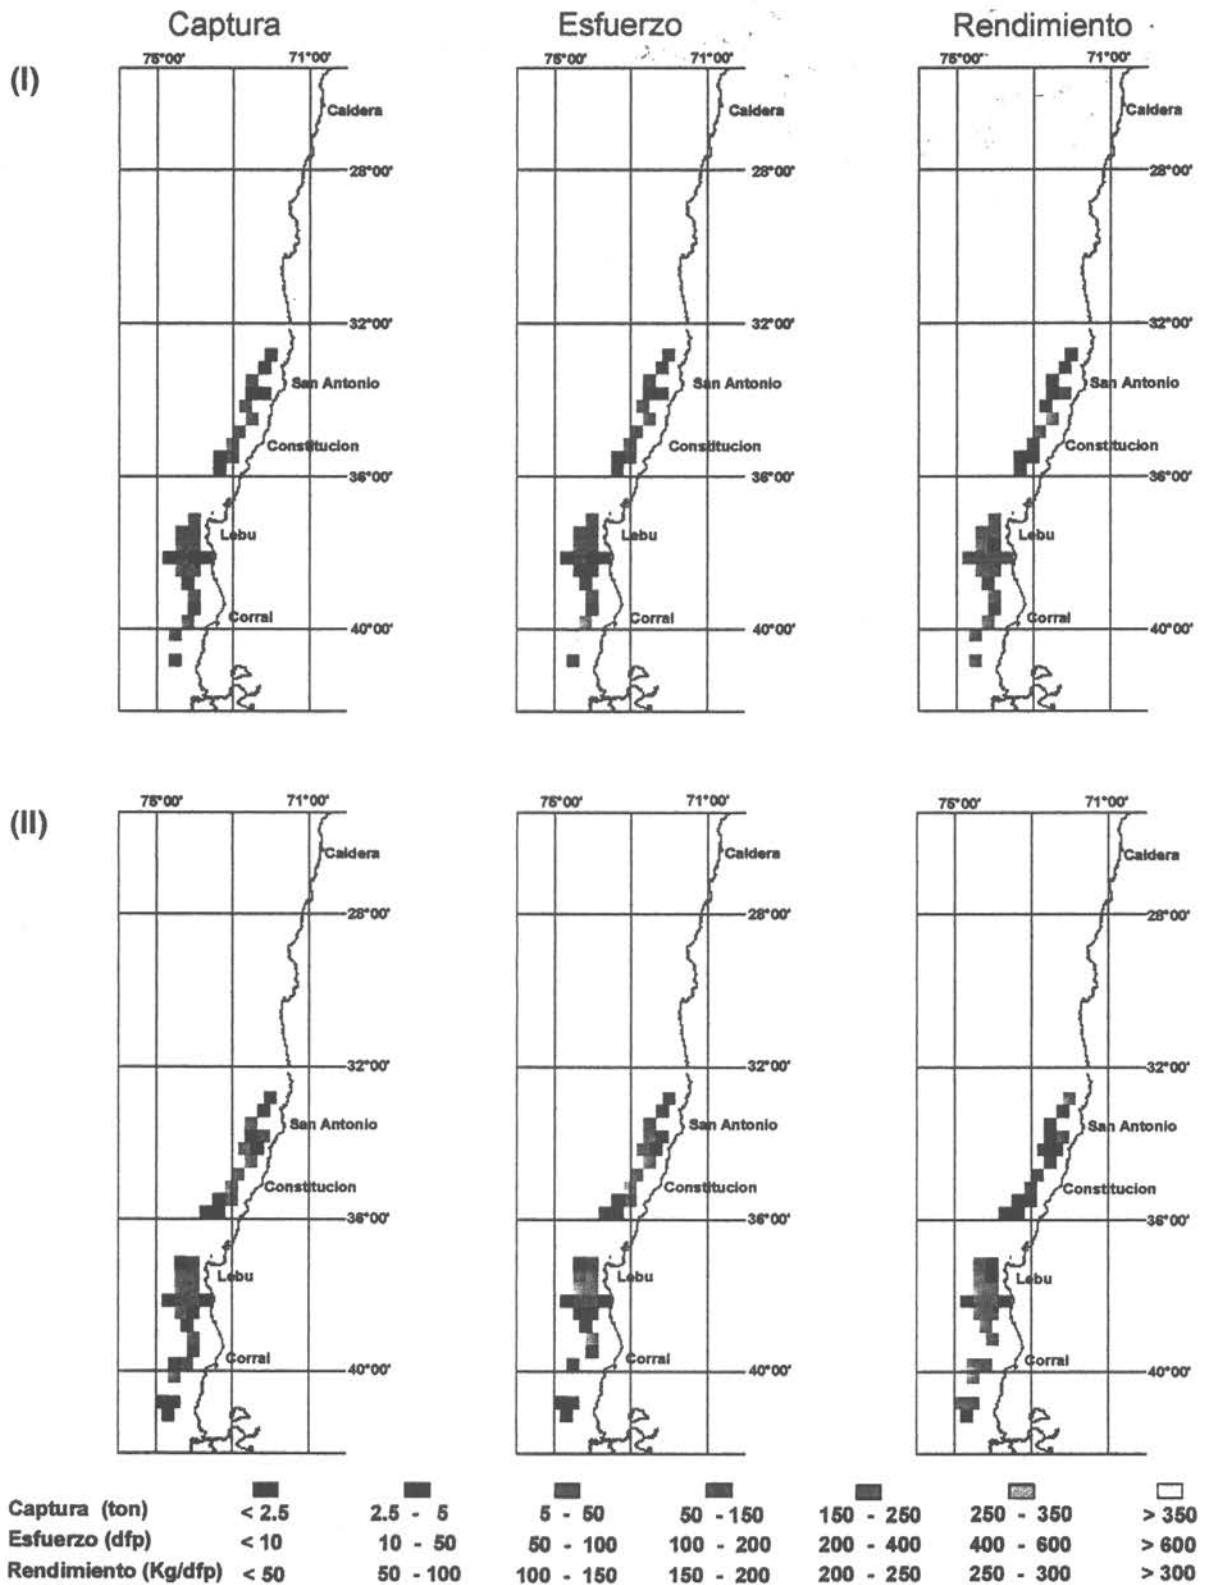 Captura Esfuerzo Rendimiento
(I)
75°00' 71°00' 75°00' 71°00' 75°00' 71°00'
Caldera Caldera Caldera
28°00' 28°00' 28°00'
32°00' 32°00' 32°00'
San Antonio San Antonio San Antonio
Constitucion Constitucion Constitucion
36°00' 36°00' 36°00'
Lebu Lebu Lebu
Corral Corral Corral
40°00' 40°00' 40°00'
(II)
75°00' 71°00' 75°00' 71°00' 75°00' 71°00'
Caldera Caldera Caldera
28°00' 28°00' 28°00'
32°00' 32°00' 32°00'
San Antonio San Antonio San Antonio
Constitucion Constitucion Constitucion
36°00' 36°00' 36°00'
Lebu Lebu Lebu
Corral Corral Corral
40°00' 40°00' 40°00'
Captura (ton) < 2.5 2.5 - 5 5 - 50 50 - 150 150 - 250 250 - 350 > 350
Esfuerzo (dfp) < 10 10 - 50 50 - 100 100 - 200 200 - 400 400 - 600 > 600
Rendimiento (Kg/dfp) < 50 50 - 100 100 - 150 150 - 200 200 - 250 250 - 300 > 300